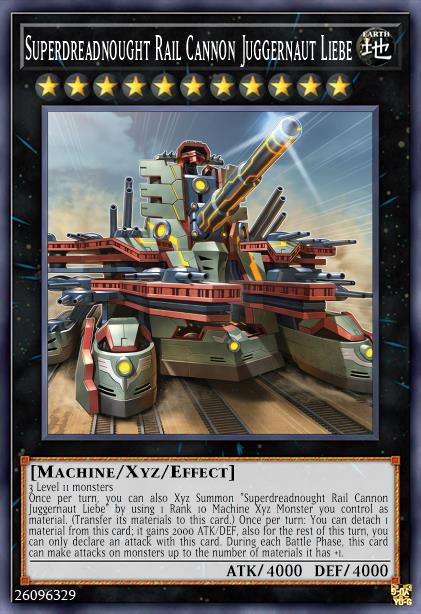 Superdreadnought Rail Cannon Juggernaut Liebe
EARTH
地
[Machine/Xyz/Effect]
3 Level 11 monsters
Once per turn, you can also Xyz Summon "Superdreadnought Rail Cannon
Juggernaut Liebe" by using 1 Rank 10 Machine Xyz Monster you control as
material. (Transfer its materials to this card.) Once per turn: You can detach 1
material from this card; it gains 2000 ATK/DEF, also for the rest of this turn, you
can only declare an attack with this card. During each Battle Phase, this card
can make attacks on monsters up to the number of materials it has +1.
ATK/4000 DEF/4000
26096329